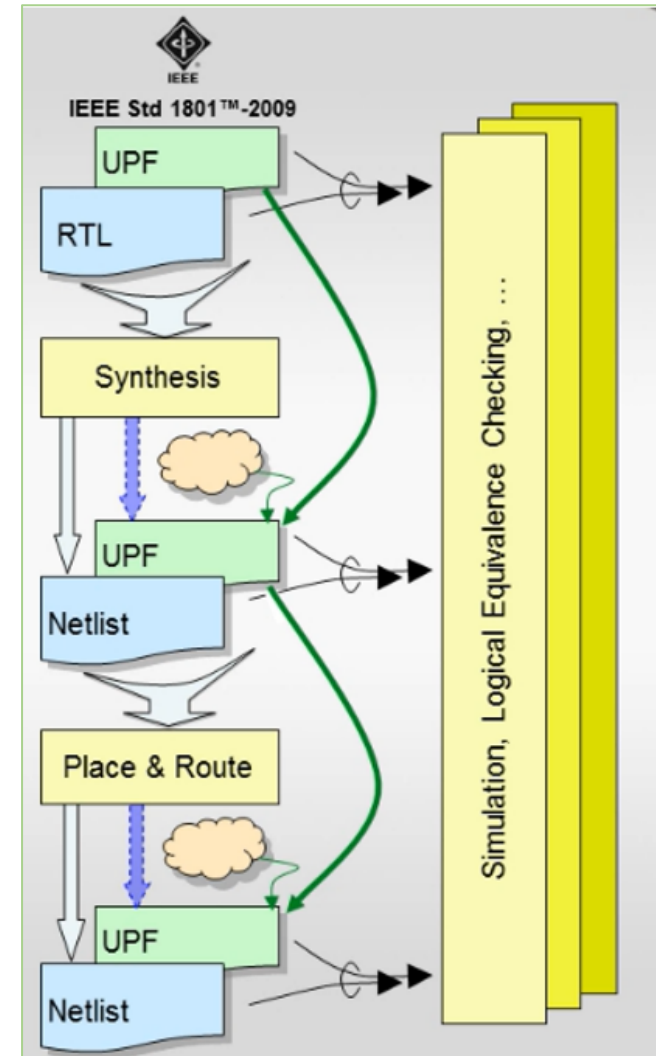 IEEE
IEEE Std 1801™-2009
UPF
RTL
Synthesis
UPF
Netlist
Place & Route
UPF
Netlist
Simulation, Logical Equivalence Checking, ...